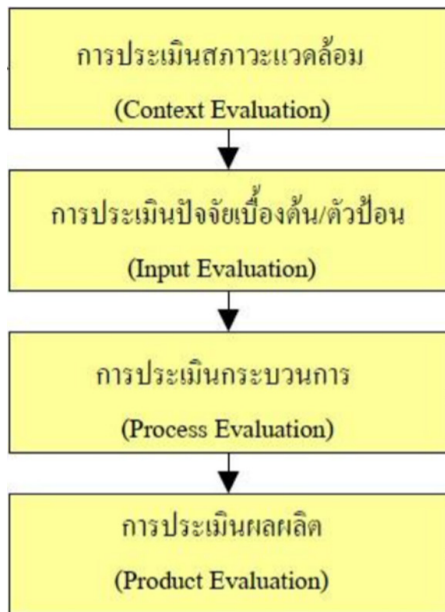 การประเมินสภาวะแวดล้อม
(Context Evaluation)
การประเมินปัจจัยเบื้องต้น/ตัวป้อน
(Input Evaluation)
การประเมินกระบวนการ
(Process Evaluation)
การประเมินผลผลิต
(Product Evaluation)